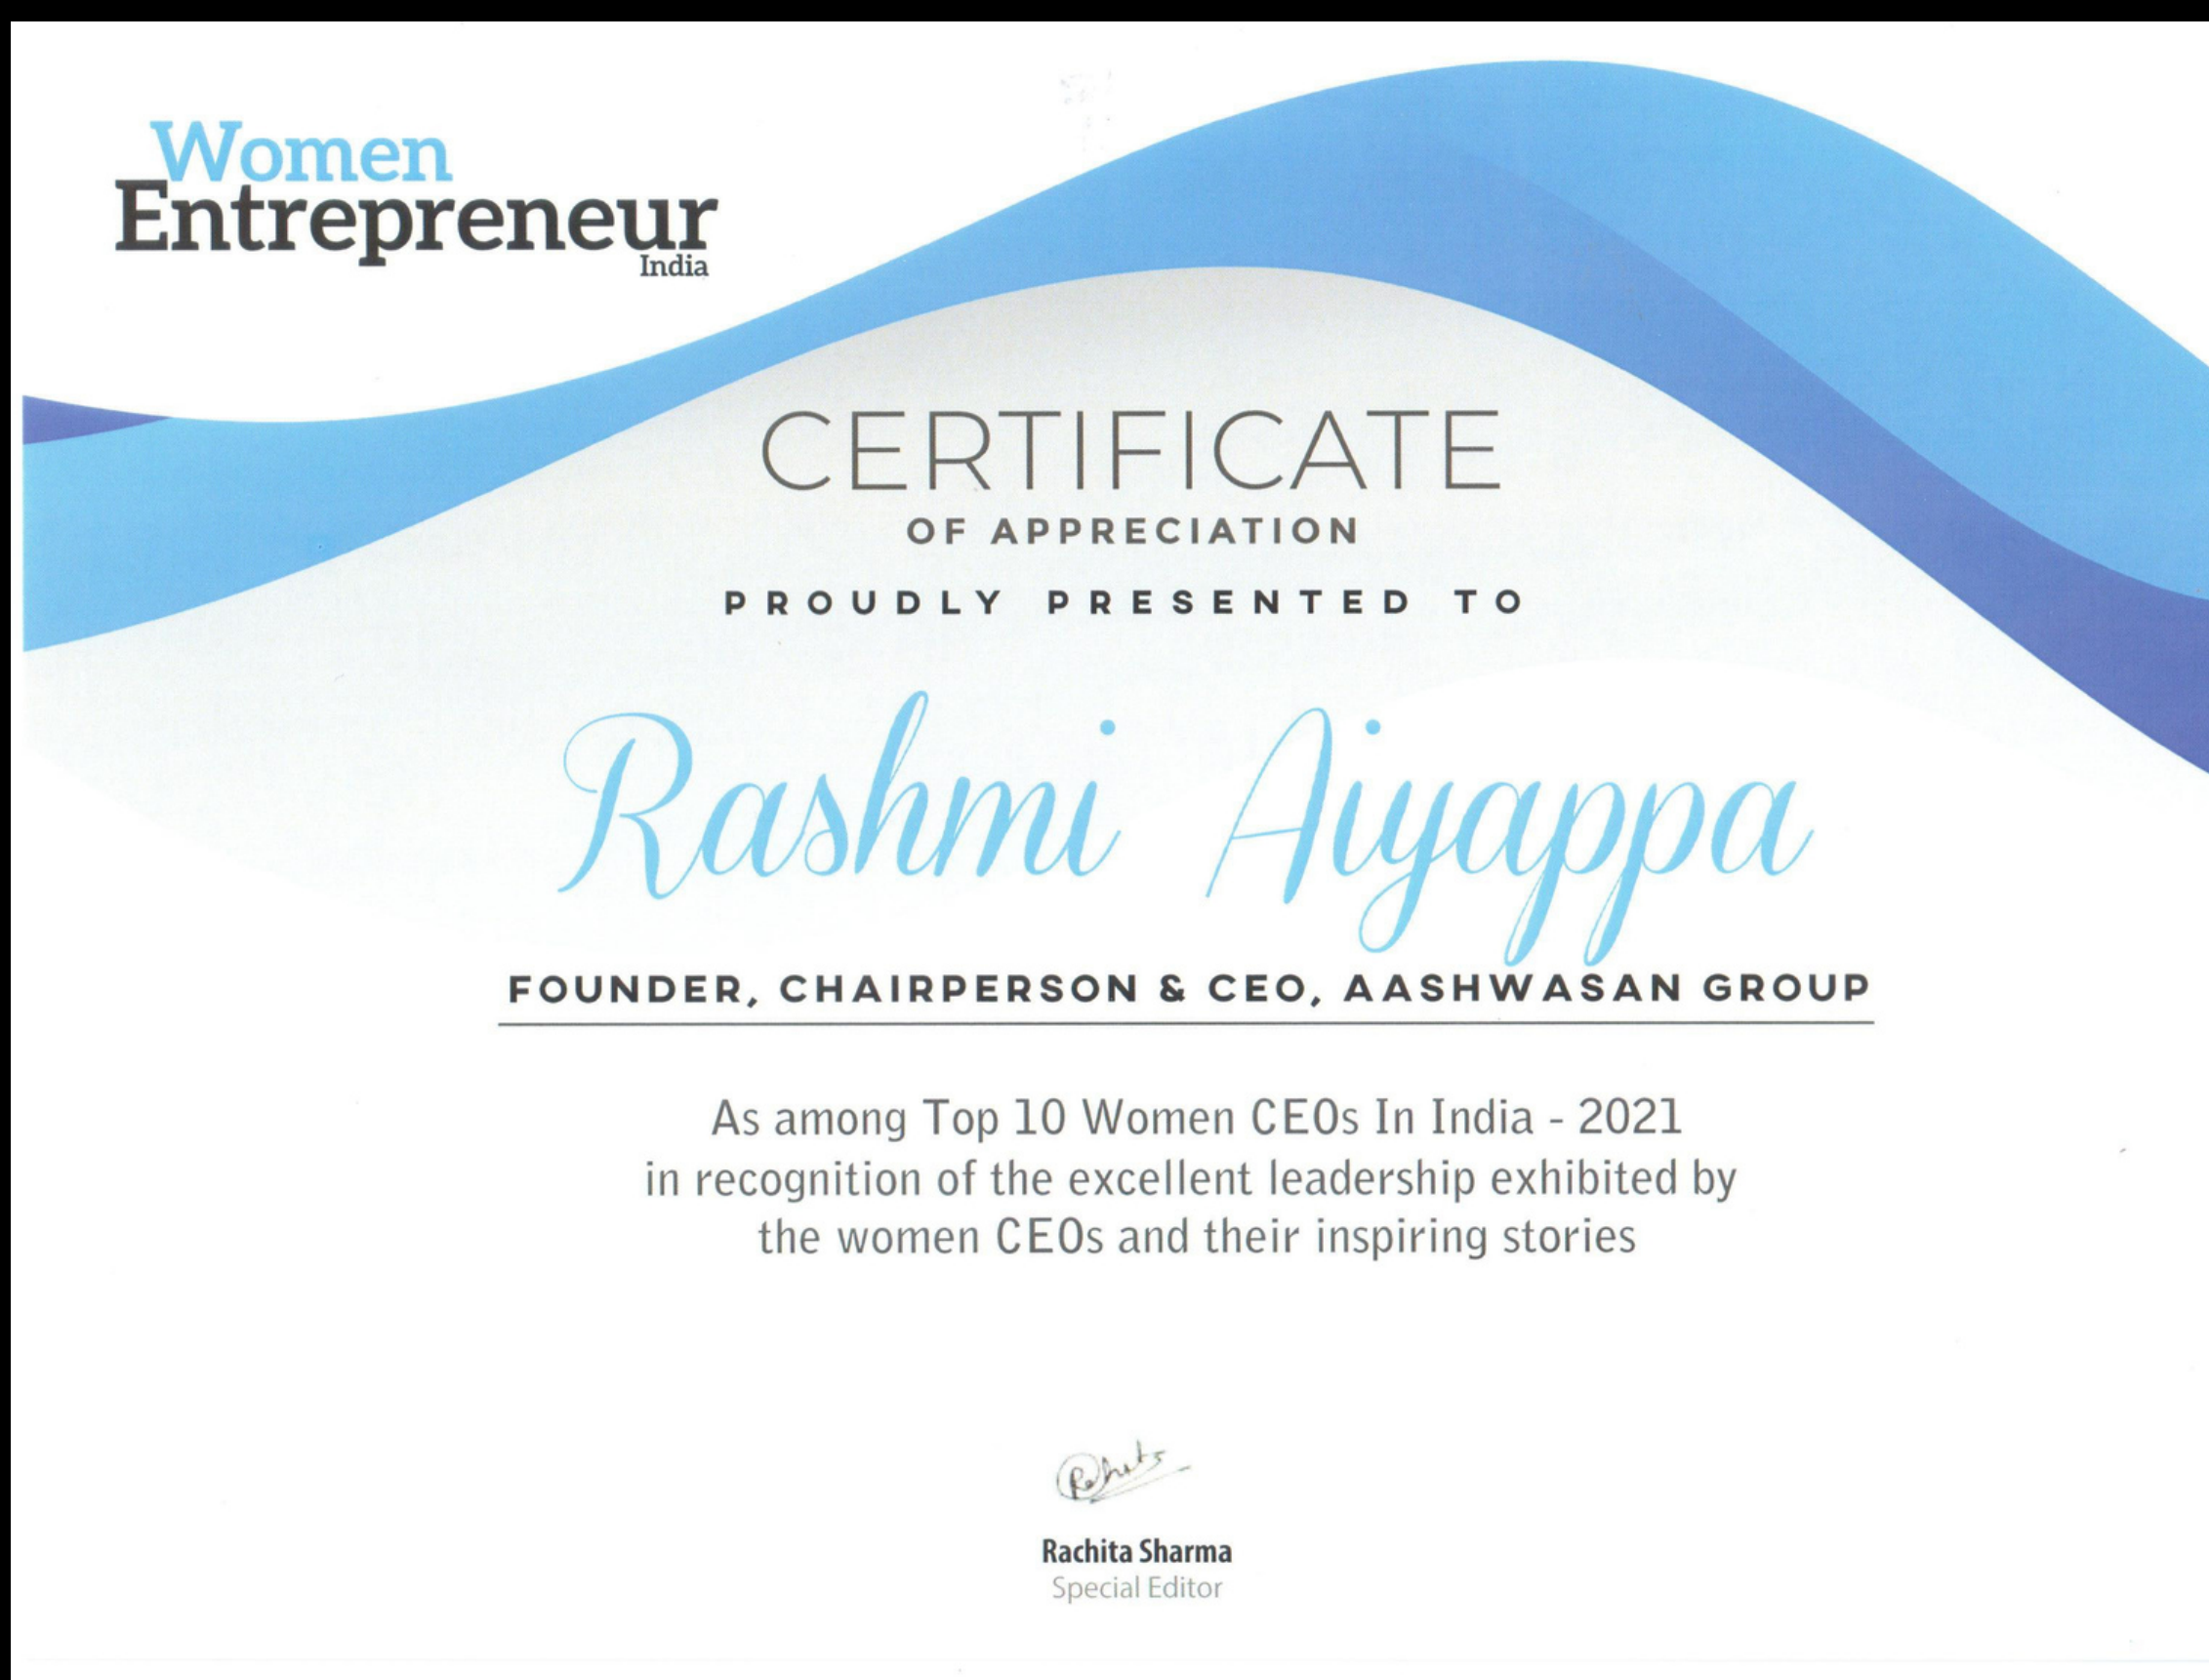 Women
Entrepreneur
India
CERTIFICATE
OF APPRECIATION
PROUDLY PRESENTED TO
Rashmi Aiyappa
FOUNDER, CHAIRPERSON & CEO, AASHWASAN GROUP
As among Top 10 Women CEOs In India - 2021
in recognition of the excellent leadership exhibited by
the women CEOs and their inspiring stories
Rachita Sharma
Special Editor